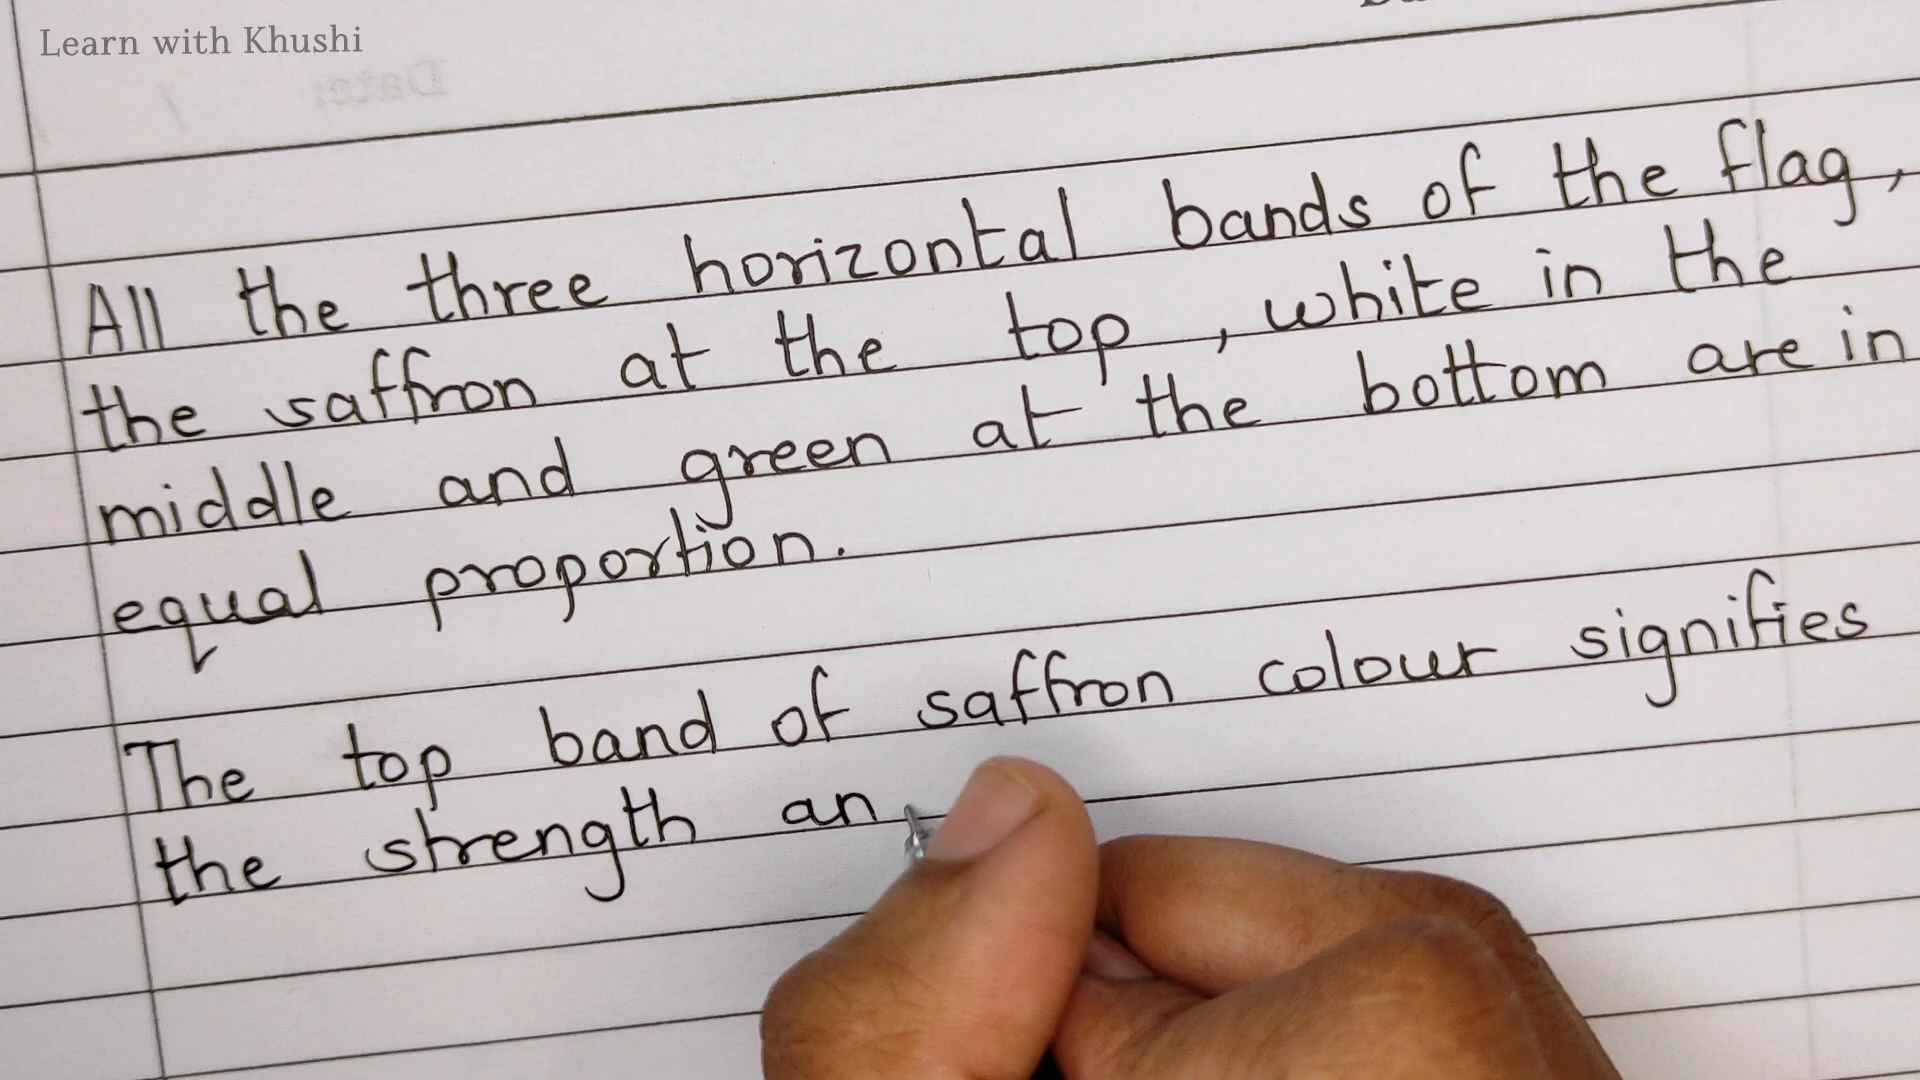 Learn with Khushi
Date:
All the three horizontal bands of the flag,
the saffron at the top, white in the
middle and green at the bottom are in
equal proportion.
The top band of saffron colour signifies
the strength an